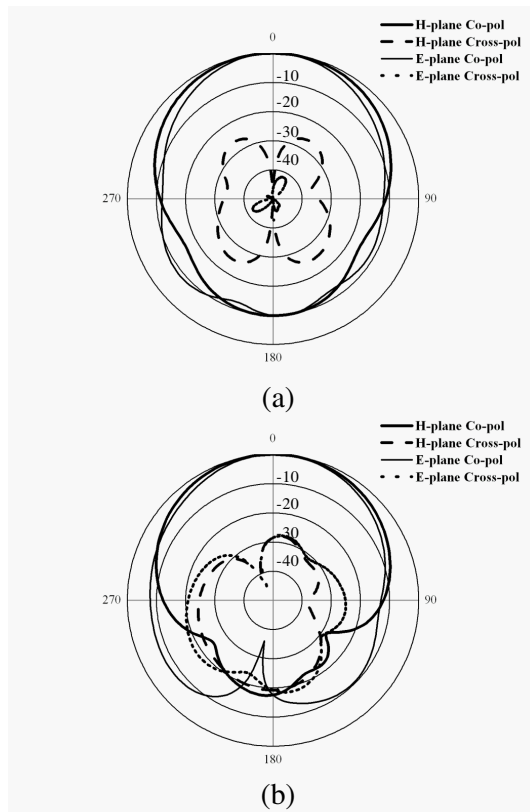 H-plane Co-pol
H-plane Cross-pol
E-plane Co-pol
E-plane Cross-pol
0
-10
-20
-30
-40
270
90
180
(a)
H-plane Co-pol
H-plane Cross-pol
E-plane Co-pol
E-plane Cross-pol
0
-10
-20
-30
-40
270
90
180
(b)